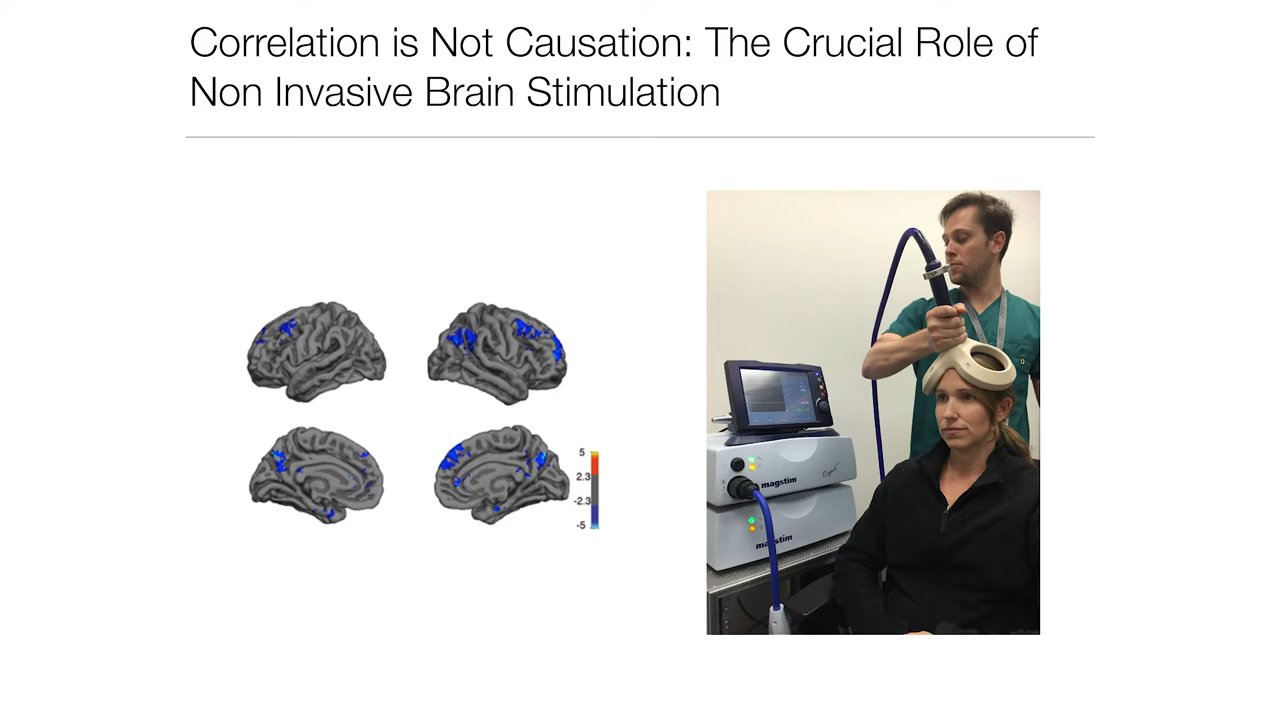 Correlation is Not Causation: The Crucial Role of
Non Invasive Brain Stimulation
5
2.3
-2.3
-5
magstim
Rapid²
magstim